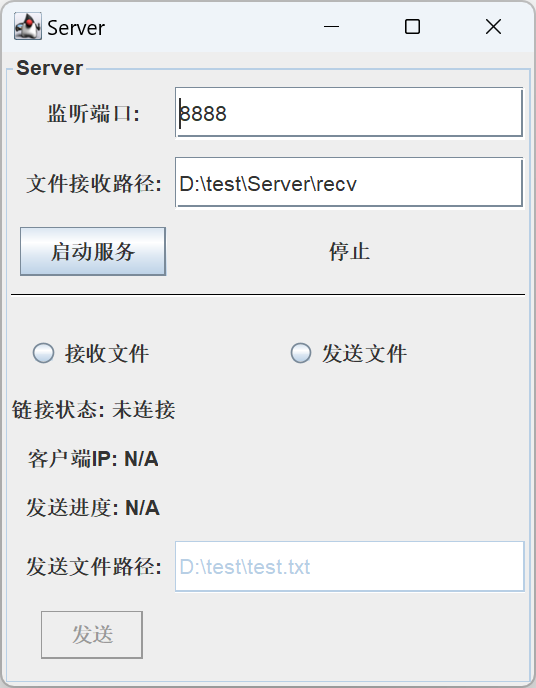 Server
Server
监听端口:
8888
文件接收路径:
D:\test\Server\recv
启动服务
停止
接收文件
发送文件
链接状态: 未连接
客户端IP: N/A
发送进度: N/A
发送文件路径:
D:\test\test.txt
发送